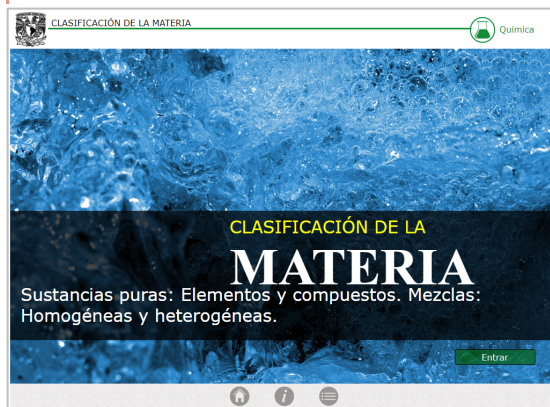 CLASIFICACIÓN DE LA MATERIA
Química
CLASIFICACIÓN DE LA
MATERIA
Sustancias puras: Elementos y compuestos. Mezclas:
Homogéneas y heterogéneas.
Entrar
i